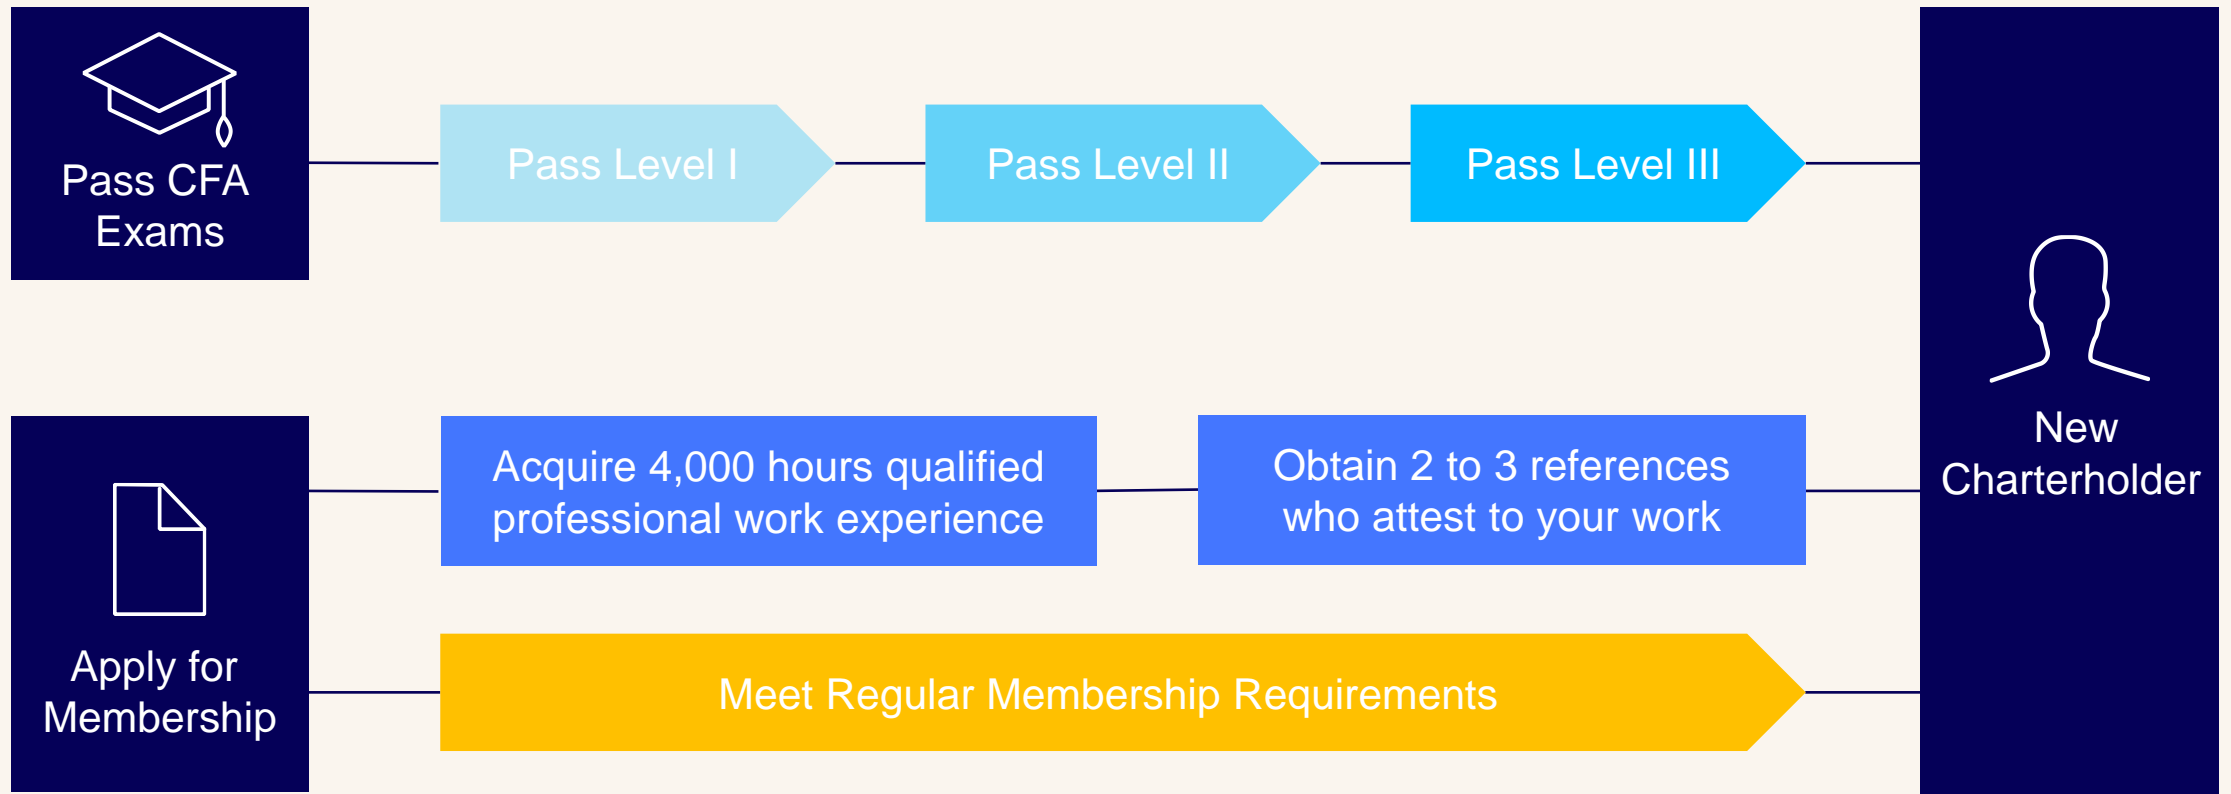 Pass CFA
Exams
Pass Level I
Pass Level II
Pass Level III
Apply for
Membership
Acquire 4,000 hours qualified
professional work experience
Obtain 2 to 3 references
who attest to your work
Meet Regular Membership Requirements
New
Charterholder